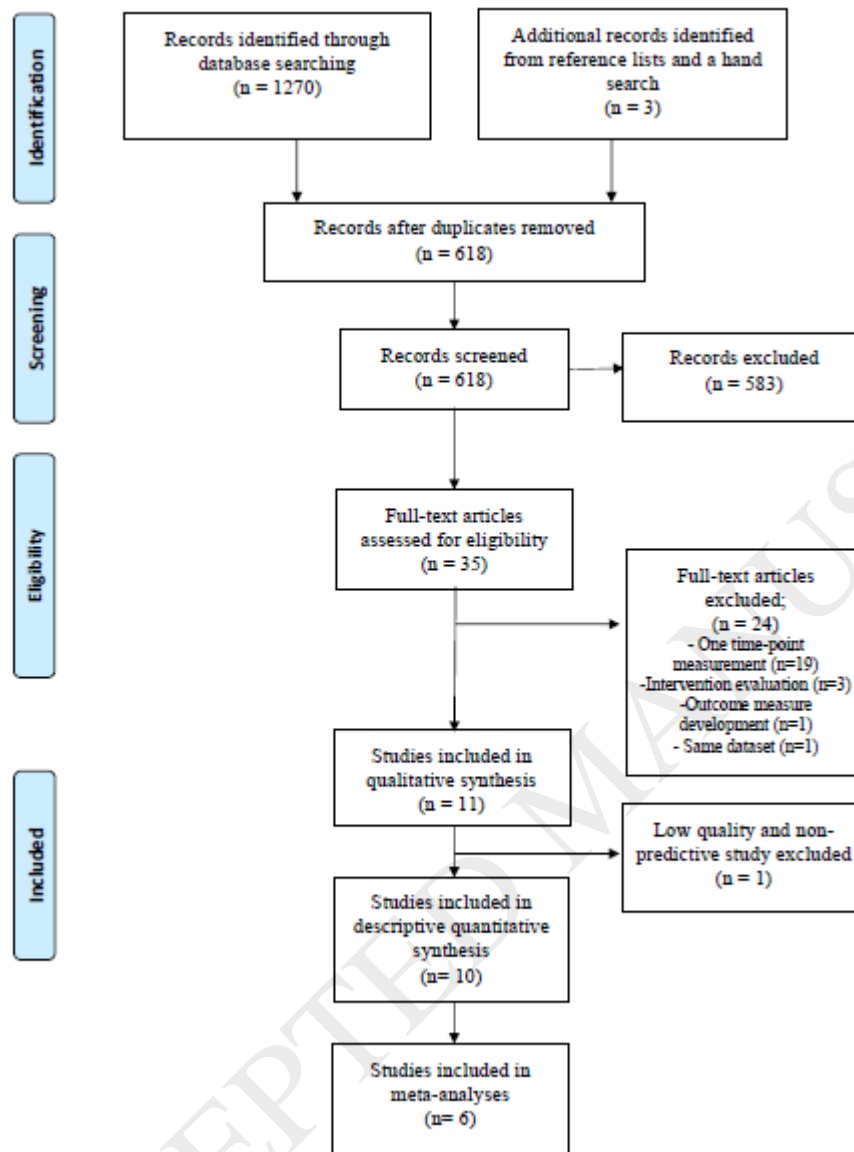 Identification
Records identified through
database searching
(n = 1270)
Additional records identified
from reference lists and a hand
search
(n = 3)
Records after duplicates removed
(n = 618)
Screening
Records screened
(n = 618)
Records excluded
(n = 583)
Eligibility
Full-text articles
assessed for eligibility
(n = 35)
Full-text articles
excluded;
(n = 24)
- One time-point
measurement (n=19)
-Intervention evaluation (n=3)
-Outcome measure
development (n=1)
- Same dataset (n=1)
Studies included in
qualitative synthesis
(n = 11)
Included
Low quality and non-
predictive study excluded
(n = 1)
Studies included in
descriptive quantitative
synthesis
(n= 10)
Studies included in
meta-analyses
(n= 6)
EPTED MANUS